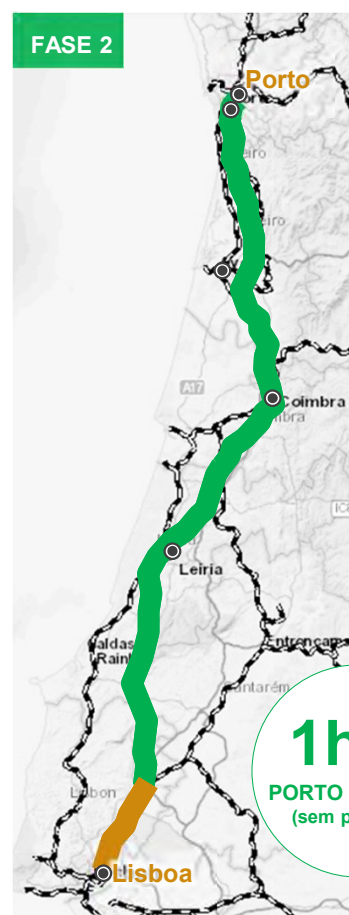 FASE 2
Porto
A17
Coimbra
Leiria
Lisbon
PORTO
(sem p
1h
Lisboa